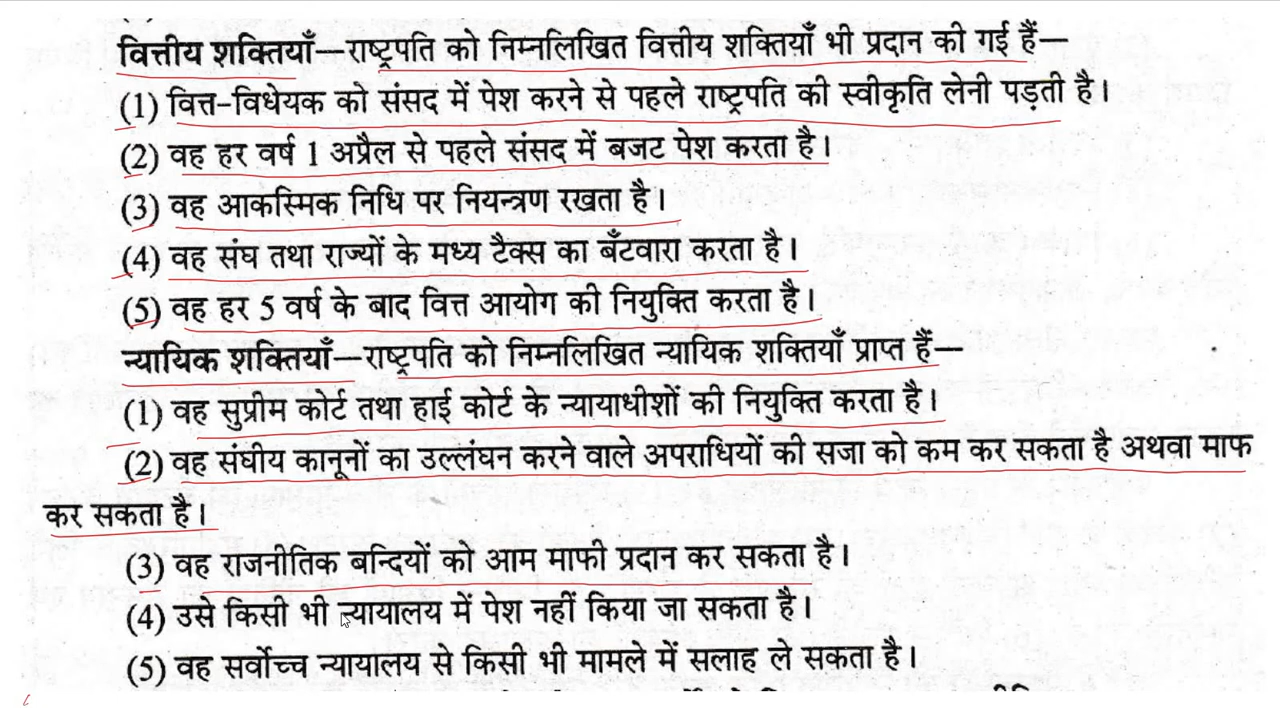 वित्तीय शक्तियाँ—राष्ट्रपति को निम्नलिखित वित्तीय शक्तियाँ भी प्रदान की गई हैं—
(1) वित्त-विधेयक को संसद में पेश करने से पहले राष्ट्रपति की स्वीकृति लेनी पड़ती है।
(2) वह हर वर्ष 1 अप्रैल से पहले संसद में बजट पेश करता है।
(3) वह आकस्मिक निधि पर नियन्त्रण रखता है।
(4) वह संघ तथा राज्यों के मध्य टैक्स का बँटवारा करता है।
(5) वह हर 5 वर्ष के बाद वित्त आयोग की नियुक्ति करता है।
न्यायिक शक्तियाँ—राष्ट्रपति को निम्नलिखित न्यायिक शक्तियाँ प्राप्त हैं—
(1) वह सुप्रीम कोर्ट तथा हाई कोर्ट के न्यायाधीशों की नियुक्ति करता है।
(2) वह संघीय कानूनों का उल्लंघन करने वाले अपराधियों की सजा को कम कर सकता है अथवा माफ
कर सकता है।
(3) वह राजनीतिक बन्दियों को आम माफी प्रदान कर सकता है।
(4) उसे किसी भी न्यायालय में पेश नहीं किया जा सकता है।
(5) वह सर्वोच्च न्यायालय से किसी भी मामले में सलाह ले सकता है।